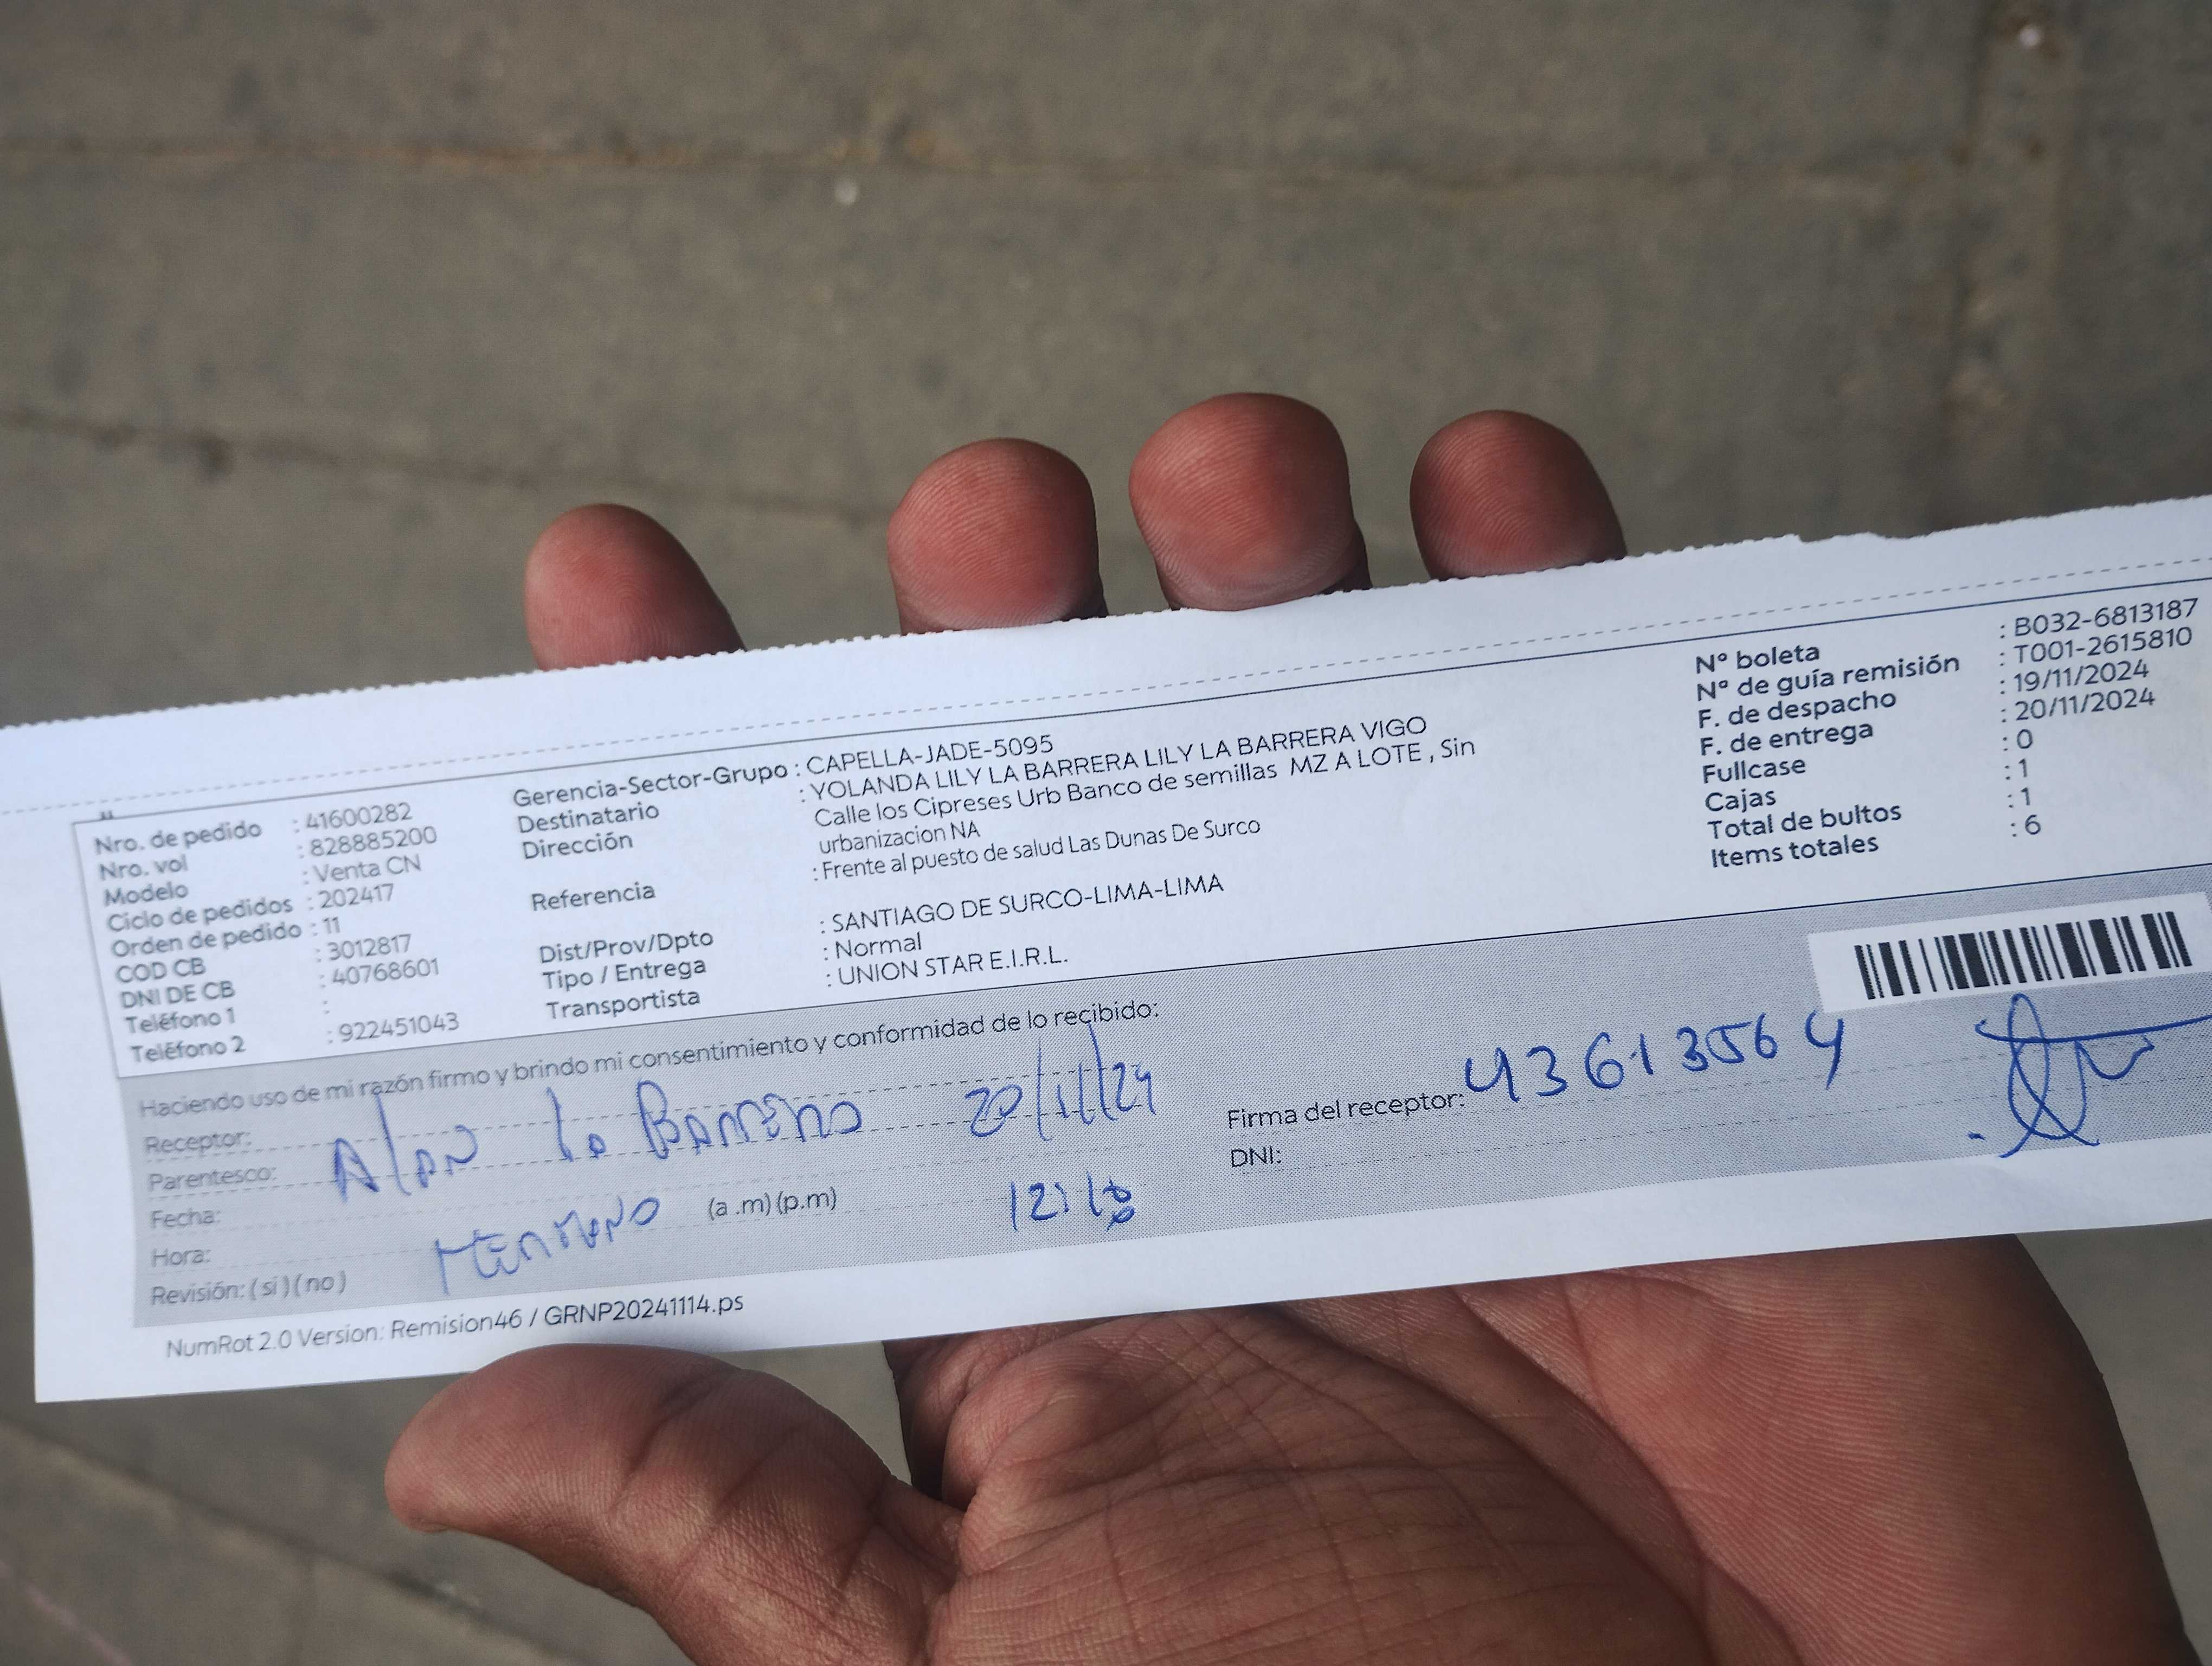 Nro. de pedido : 41600282
Nro. vol : 828885200
Modelo : Venta CN
Ciclo de pedidos : 202417
Orden de pedido : 11
COD CB : 3012817
DNI DE CB : 40768601
Teléfono 1 :
Teléfono 2 : 922451043
Gerencia-Sector-Grupo : CAPELLA-JADE-5095
Destinatario : YOLANDA LILY LA BARRERA LILY LA BARRERA VIGO
Dirección Calle los Cipreses Urb Banco de semillas MZ A LOTE , Sin
urbanizacion NA
Referencia : Frente al puesto de salud Las Dunas De Surco
Dist/Prov/Dpto : SANTIAGO DE SURCO-LIMA-LIMA
Tipo / Entrega : Normal
Transportista : UNION STAR E.I.R.L.
N° boleta : B032-6813187
N° de guía remisión : T001-2615810
F. de despacho : 19/11/2024
F. de entrega : 20/11/2024
Fullcase : 0
Cajas : 1
Total de bultos : 1
Items totales : 6
Haciendo uso de mi razón firmo y brindo mi consentimiento y conformidad de lo recibido:
Receptor:
Parentesco: Alan La Barrera 20/11/24
Fecha:
Hora: Hermano (a .m) (p.m)
Revisión: ( si ) ( no )
Firma del receptor: 43613564
DNI:
NumRot 2.0 Version: Remision46 / GRNP20241114.ps